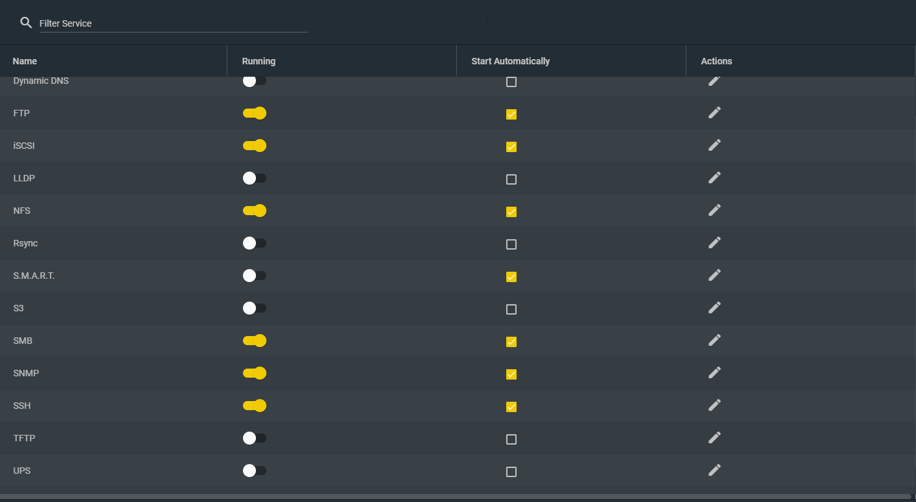 Filter Service
Name Running Start Automatically Actions
Dynamic DNS
FTP
iSCSI
LLDP
NFS
Rsync
S.M.A.R.T.
S3
SMB
SNMP
SSH
TFTP
UPS